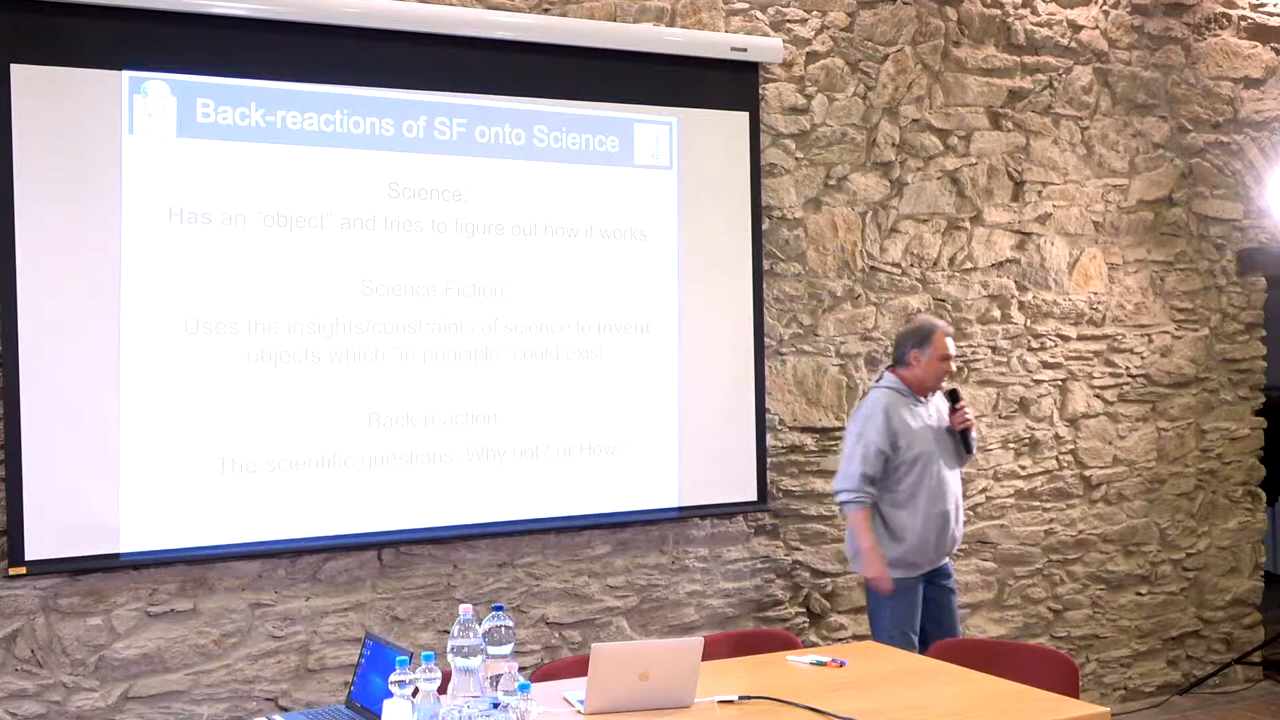 Back-reactions of SF onto Science
Science:
Has an "object" and tries to figure out how it works
Science Fiction
Uses the insights/constraints of science to invent
objects which "in principle" could exist
Back-reaction
The scientific questions: Why not? or How?